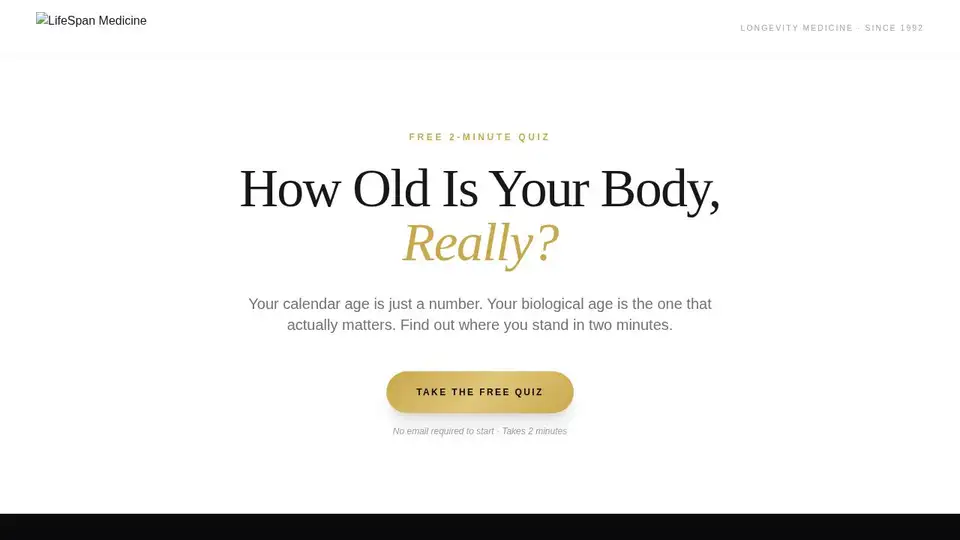 LifeSpan Medicine
LONGEVITY MEDICINE · SINCE 1992
FREE 2-MINUTE QUIZ
How Old Is Your Body,
Really?
Your calendar age is just a number. Your biological age is the one that
actually matters. Find out where you stand in two minutes.
TAKE THE FREE QUIZ
No email required to start · Takes 2 minutes